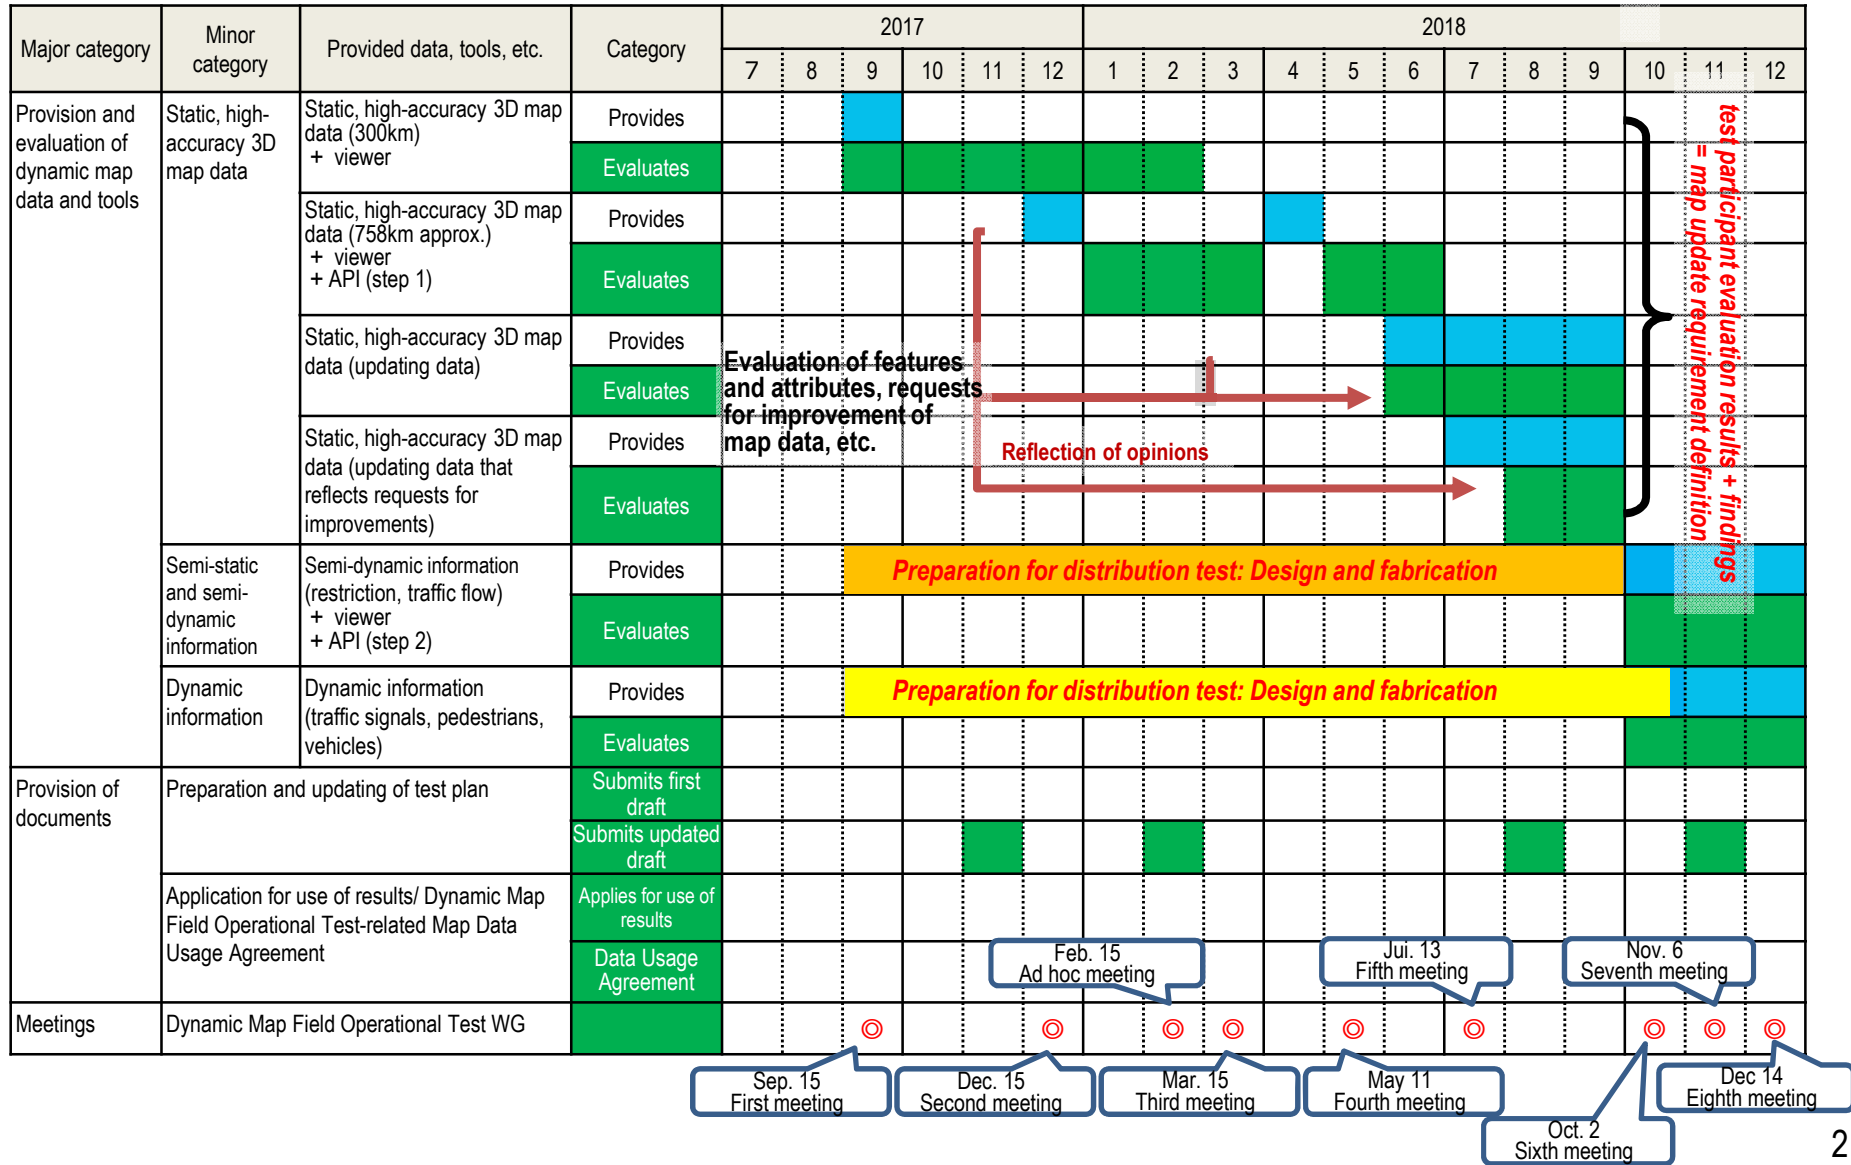 Major category
Minor
category
Provided data, tools, etc.
Category
2017
2018
7 8 9 10 11 12 1 2 3 4 5 6 7 8 9 10 11 12
Provision and
evaluation of
dynamic map
data and tools
Static, high-
accuracy 3D
map data
Static, high-accuracy 3D map
data (300km)
+ viewer
Provides
Evaluates
Static, high-accuracy 3D map
data (758km approx.)
+ viewer
+ API (step 1)
Provides
Evaluates
Static, high-accuracy 3D map
data (updating data)
Provides
Evaluates
Static, high-accuracy 3D map
data (updating data that
reflects requests for
improvements)
Provides
Evaluates
Evaluation of features
and attributes, requests
for improvement of
map data, etc.
Reflection of opinions
test participant evaluation results + findings
= map update requirement definition
Semi-static
and semi-
dynamic
information
Semi-dynamic information
(restriction, traffic flow)
+ viewer
+ API (step 2)
Provides
Preparation for distribution test: Design and fabrication
Evaluates
Dynamic
information
Dynamic information
(traffic signals, pedestrians,
vehicles)
Provides
Preparation for distribution test: Design and fabrication
Evaluates
Provision of
documents
Preparation and updating of test plan
Submits first
draft
Submits updated
draft
Application for use of results/ Dynamic Map
Field Operational Test-related Map Data
Usage Agreement
Applies for use of
results
Data Usage
Agreement
Feb. 15
Ad hoc meeting
Jui. 13
Fifth meeting
Nov. 6
Seventh meeting
Meetings
Dynamic Map Field Operational Test WG
◎ ◎ ◎ ◎ ◎ ◎ ◎ ◎ ◎
Sep. 15
First meeting
Dec. 15
Second meeting
Mar. 15
Third meeting
May 11
Fourth meeting
Dec 14
Eighth meeting
Oct. 2
Sixth meeting
2